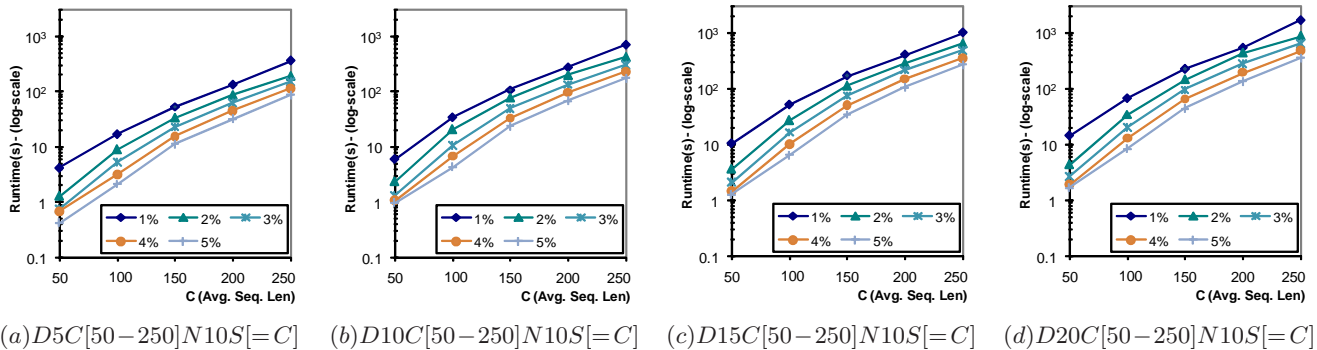 Runtime(s)- (log-scale)
10³
10²
10
1
0.1
50 100 150 200 250
C (Avg. Seq. Len)
1% 2% 3%
4% 5%
(a)D5C[50−250]N10S[=C]
Runtime(s)- (log-scale)
10³
10²
10
1
0.1
50 100 150 200 250
C (Avg. Seq. Len)
1% 2% 3%
4% 5%
(b)D10C[50−250]N10S[=C]
Runtime(s)- (log-scale)
10³
10²
10
1
0.1
50 100 150 200 250
C (Avg. Seq. Len)
1% 2% 3%
4% 5%
(c)D15C[50−250]N10S[=C]
Runtime(s)- (log-scale)
10³
10²
10
1
0.1
50 100 150 200 250
C (Avg. Seq. Len)
1% 2% 3%
4% 5%
(d)D20C[50−250]N10S[=C]